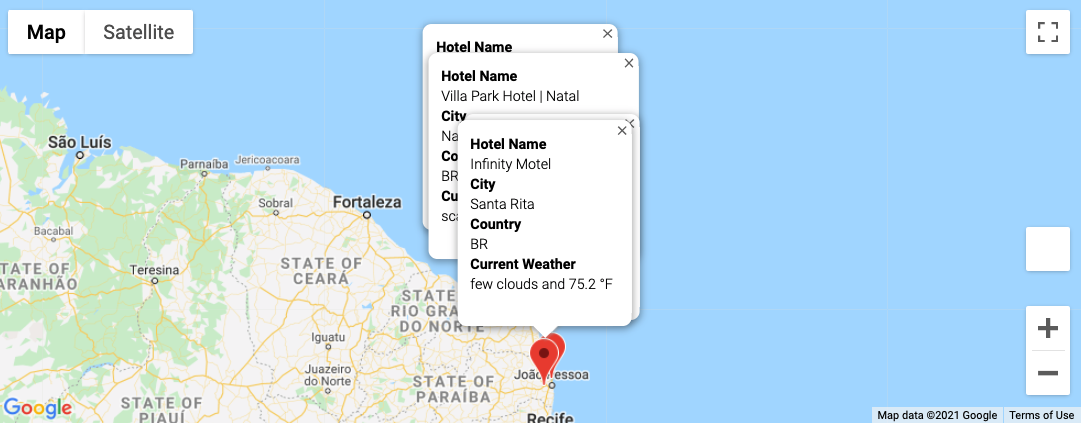 Map
Satellite
Hotel Name
Hotel Name
Villa Park Hotel | Natal
City
Na
Co
BR
Cu
sca
Hotel Name
Infinity Motel
City
Santa Rita
Country
BR
Current Weather
few clouds and 75.2 °F
São Luís
Parnaíba
Jericoacoara
Sobral
Fortaleza
Bacabal
STATE OF
ARANHÃO
Teresina
STATE OF
CEARÁ
STATE
RIO GRA
DO NORTE
Iguatu
Juazeiro
do Norte
STATE OF
PARAÍBA
João Pessoa
STATE OF
PIAUÍ
Recife
Google
Map data ©2021 Google
Terms of Use